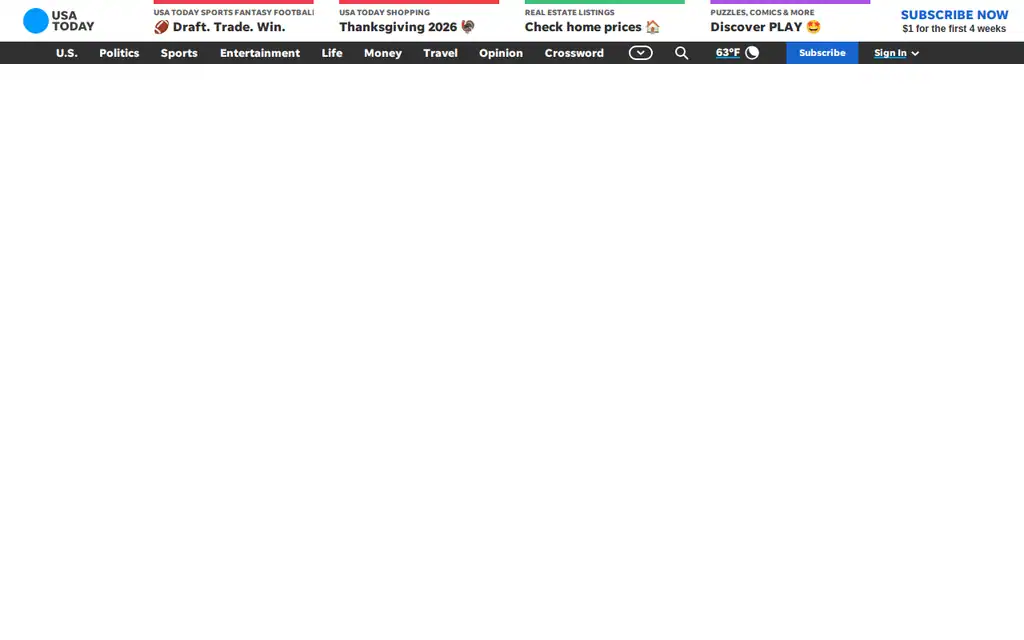 USA
TODAY
USA TODAY SPORTS FANTASY FOOTBALL
🏈 Draft. Trade. Win.
USA TODAY SHOPPING
Thanksgiving 2026 🦃
REAL ESTATE LISTINGS
Check home prices 🏠
PUZZLES, COMICS & MORE
Discover PLAY 🤩
SUBSCRIBE NOW
$1 for the first 4 weeks
U.S. Politics Sports Entertainment Life Money Travel Opinion Crossword 63°F Subscribe Sign In